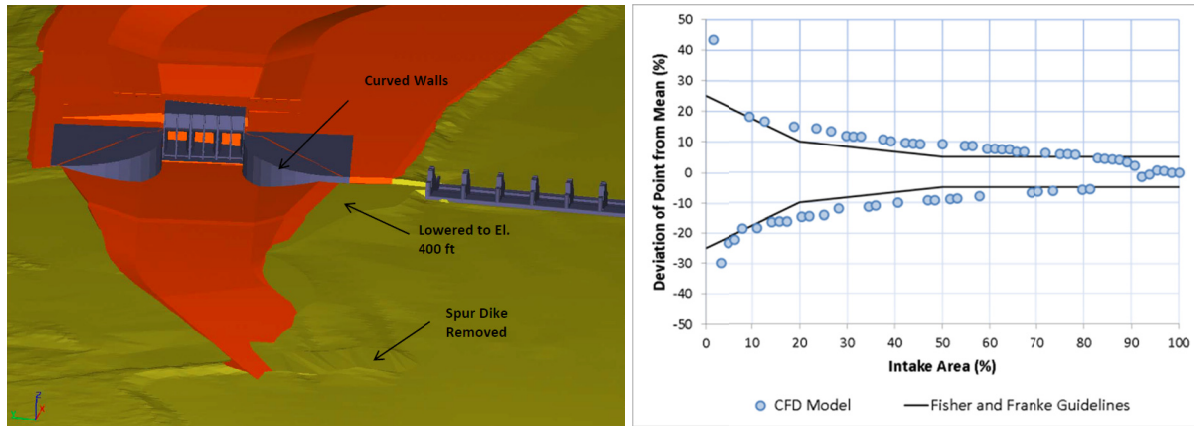 Curved Walls
Lowered to El.
400 ft
Spur Dike
Removed
Z
X
Deviation of Point from Mean (%)
50
40
30
20
10
0
-10
-20
-30
-40
-50
0 10 20 30 40 50 60 70 80 90 100
Intake Area (%)
CFD Model
Fisher and Franke Guidelines